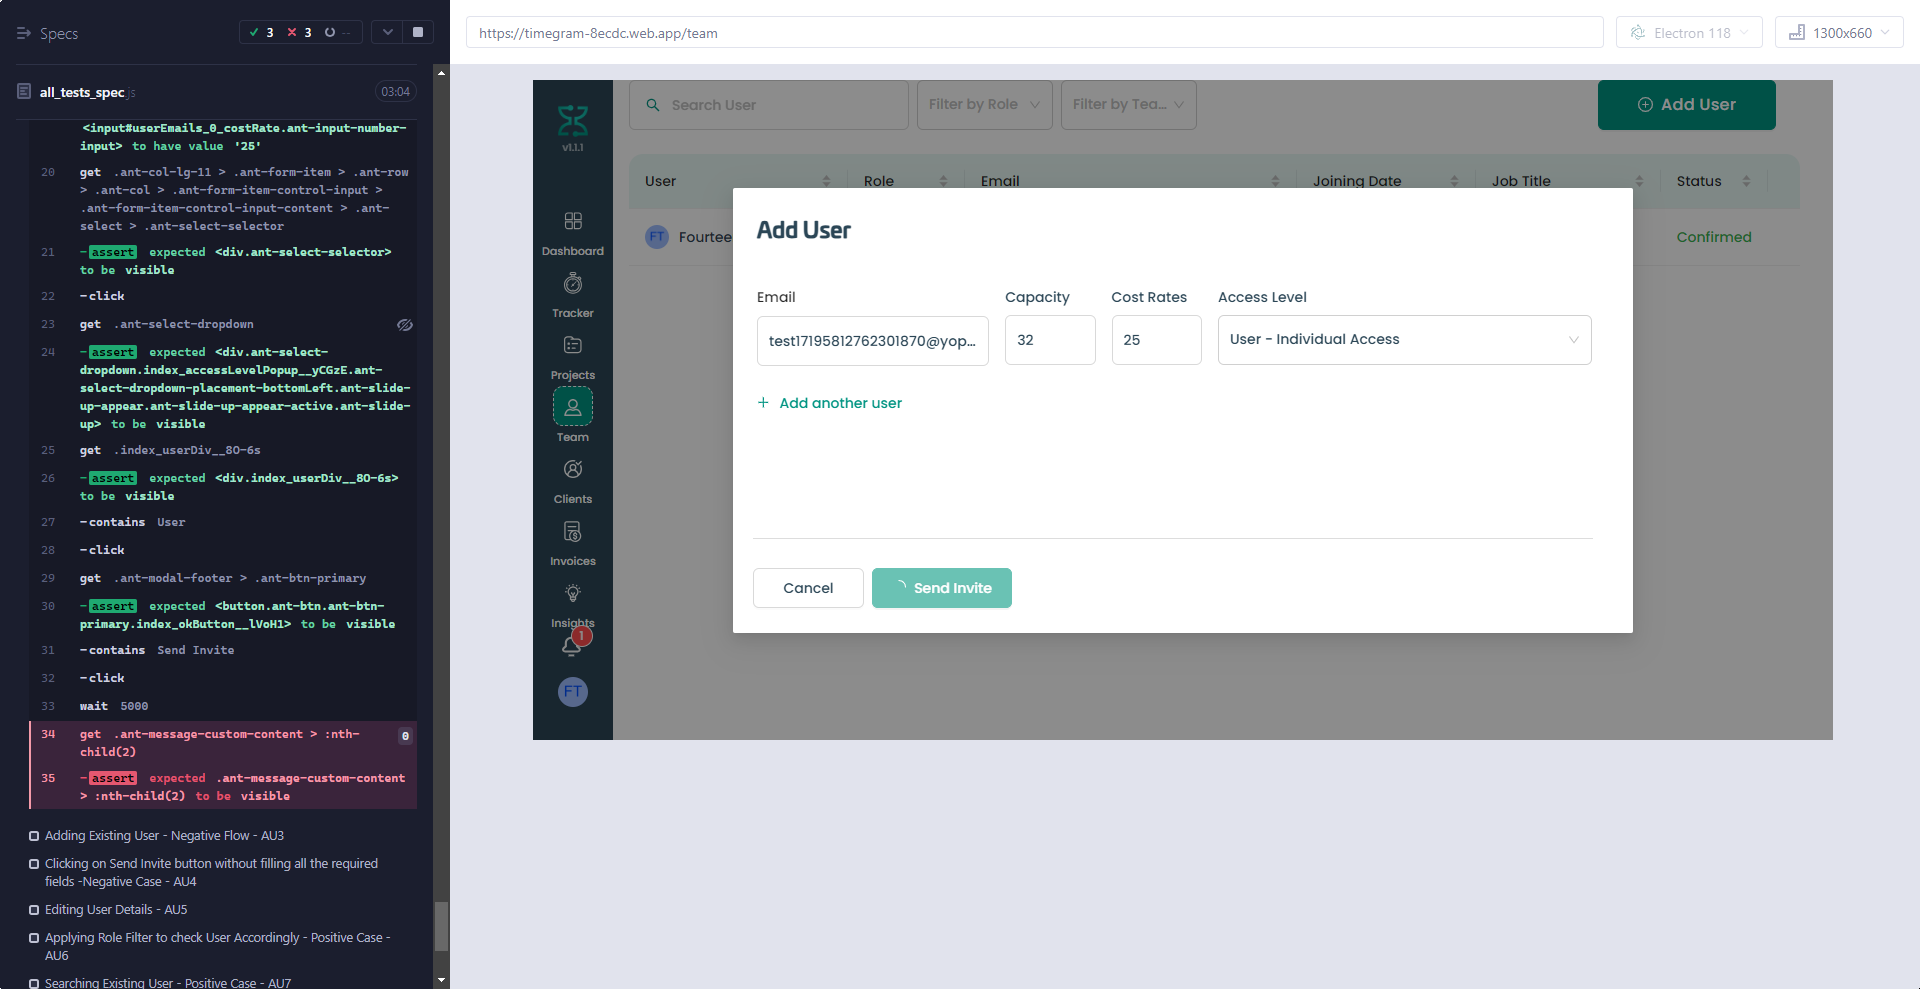 Specs
3
3
--
all_tests_spec.js
03:04
<input#userEmails_0_costRate.ant-input-number-
input> to have value '25'
20 get .ant-col-lg-11 > .ant-form-item > .ant-row
> .ant-col > .ant-form-item-control-input >
.ant-form-item-control-input-content > .ant-
select > .ant-select-selector
21 -assert expected <div.ant-select-selector>
to be visible
22 -click
23 get .ant-select-dropdown
24 -assert expected <div.ant-select-
dropdown.index_accessLevelPopup__yCGzE.ant-
select-dropdown-placement-bottomLeft.ant-slide-
up-appear.ant-slide-up-appear-active.ant-slide-
up> to be visible
25 get .index_userDiv__8O-6s
26 -assert expected <div.index_userDiv__8O-6s>
to be visible
27 -contains User
28 -click
29 get .ant-modal-footer > .ant-btn-primary
30 -assert expected <button.ant-btn.ant-btn-
primary.index_okButton__lVoH1> to be visible
31 -contains Send Invite
32 -click
33 wait 5000
34 get .ant-message-custom-content > :nth-
child(2)
0
35 -assert expected .ant-message-custom-content
> :nth-child(2) to be visible
Adding Existing User - Negative Flow - AU3
Clicking on Send Invite button without filling all the required
fields -Negative Case - AU4
Editing User Details - AU5
Applying Role Filter to check User Accordingly - Positive Case -
AU6
Searching Existing User - Positive Case - AU7
https://timegram-8ecdc.web.app/team
Electron 118
1300x660
v1.1.1
Dashboard
Tracker
Projects
Team
Clients
Invoices
Insights
1
FT
Search User
Filter by Role
Filter by Tea...
Add User
User
Role
Email
Joining Date
Job Title
Status
FT
Fourtee
Confirmed
Add User
Email
Capacity
Cost Rates
Access Level
test17195812762301870@yop...
32
25
User - Individual Access
+ Add another user
Cancel
Send Invite